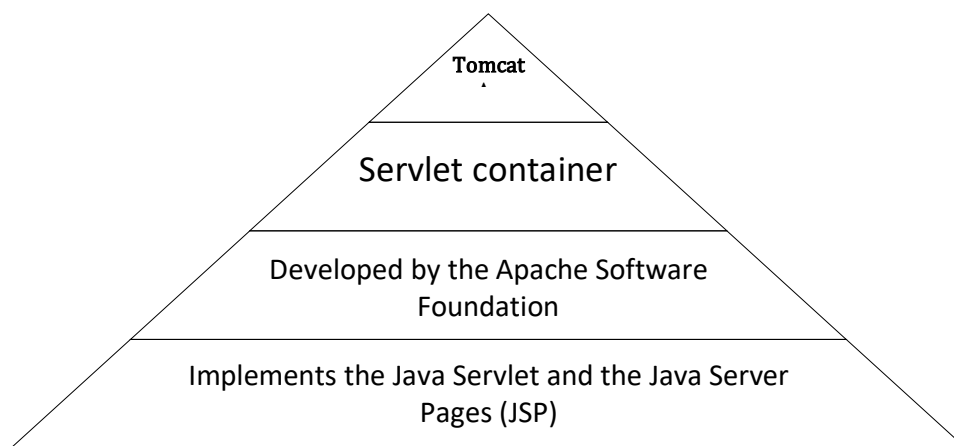 Tomcat
Servlet container
Developed by the Apache Software
Foundation
Implements the Java Servlet and the Java Server
Pages (JSP)